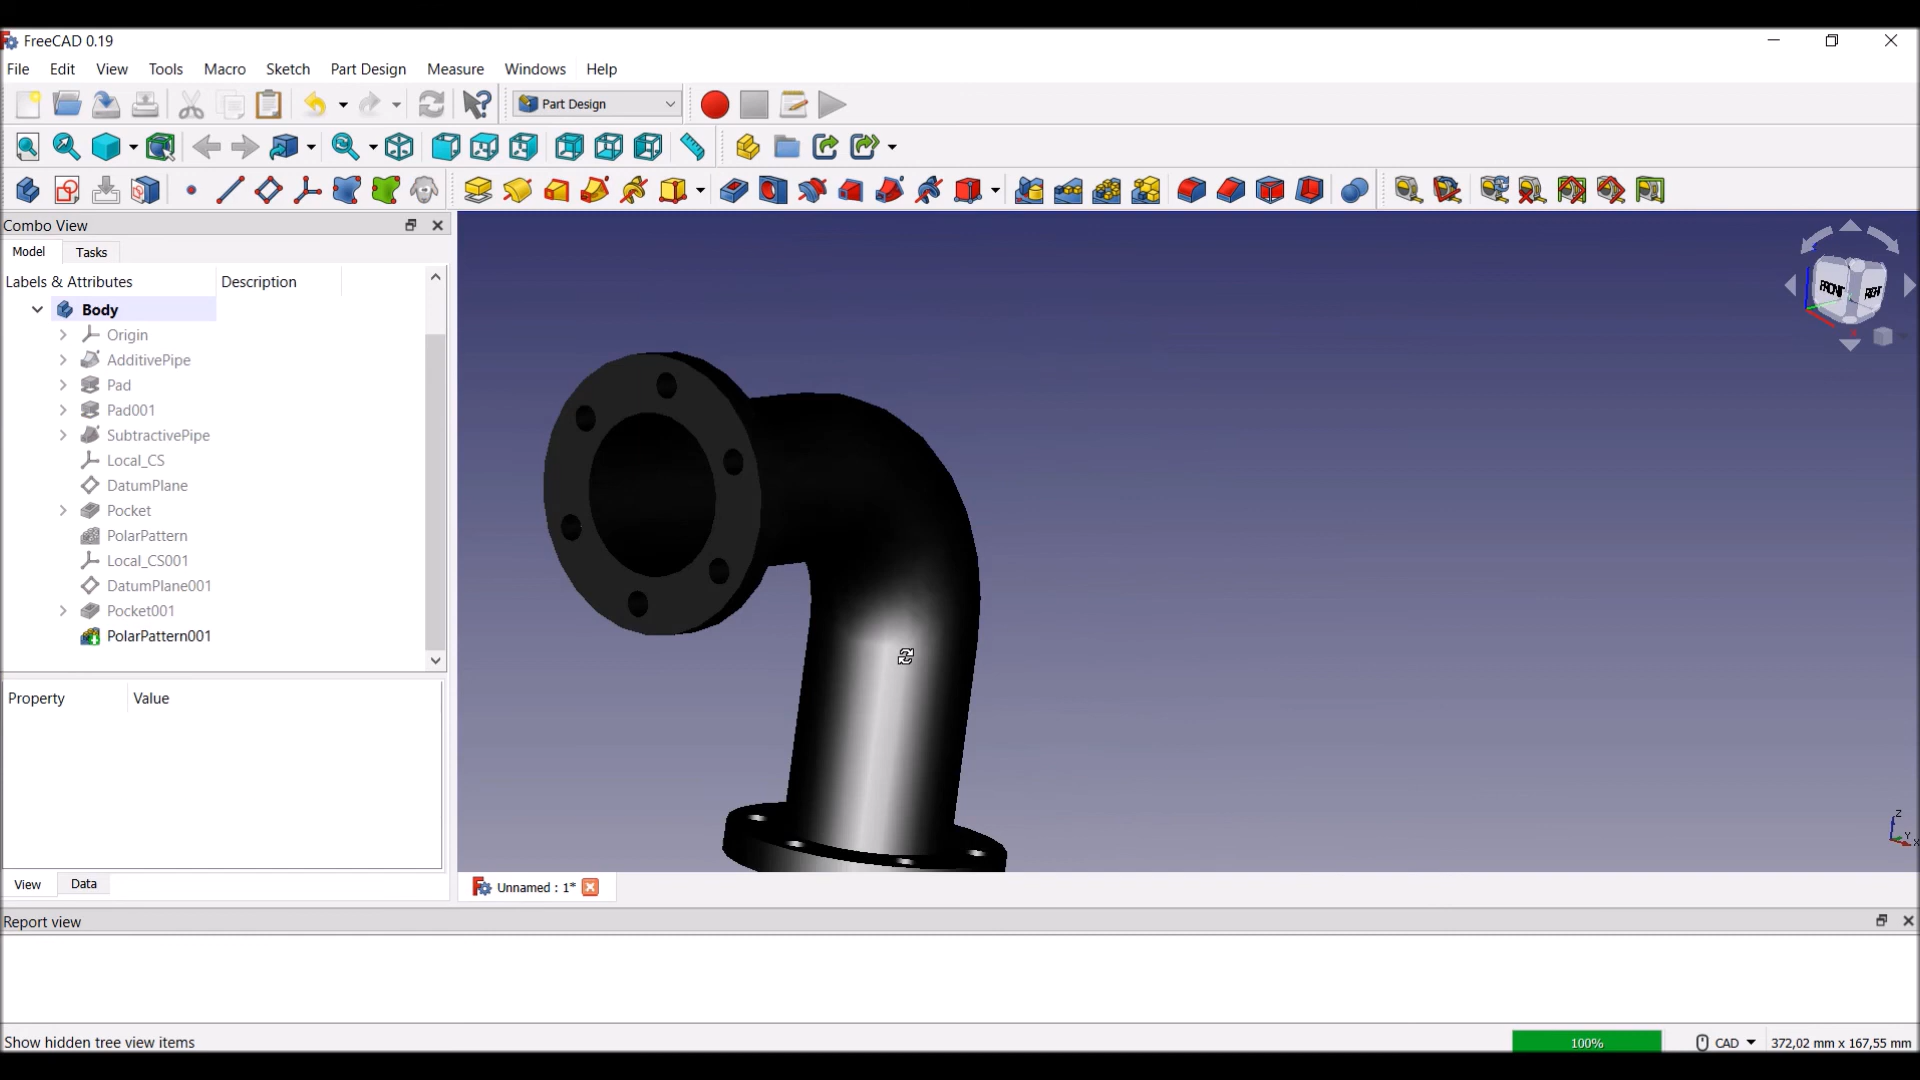 FreeCAD 0.19
File Edit View Tools Macro Sketch Part Design Measure Windows Help
Part Design
Combo View
Model Tasks
Labels & Attributes Description
Body
Origin
AdditivePipe
Pad
Pad001
SubtractivePipe
Local_CS
DatumPlane
Pocket
PolarPattern
Local_CS001
DatumPlane001
Pocket001
PolarPattern001
FRONT RIGHT
Property Value
Z
Y
X
View Data
Unnamed : 1*
Report view
Show hidden tree view items
100%
CAD
372,02 mm x 167,55 mm